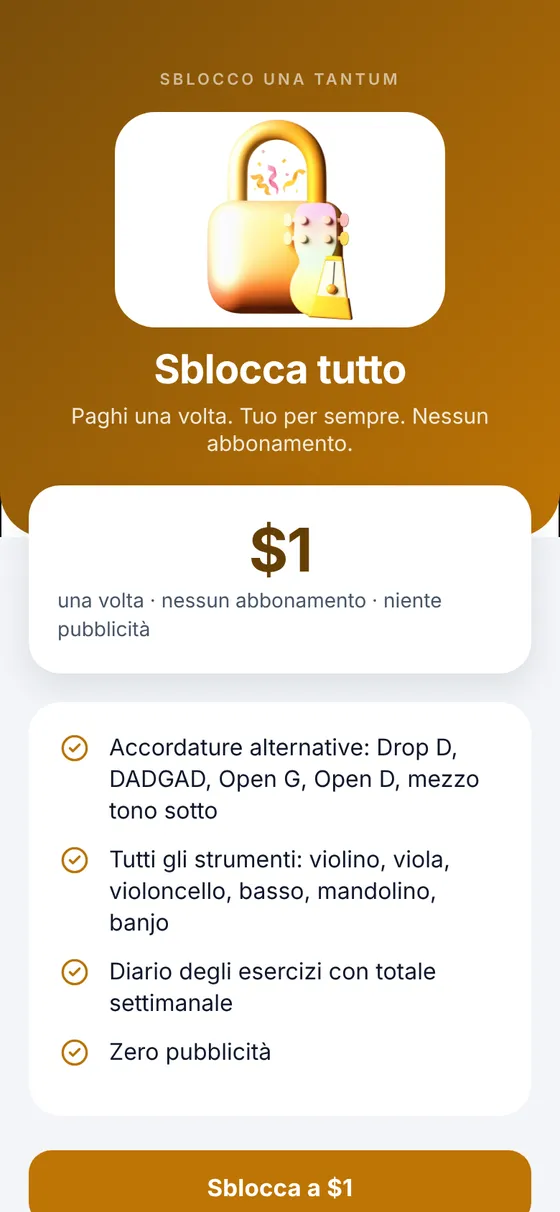 SBLOCCO UNA TANTUM
Sblocca tutto
Paghi una volta. Tuo per sempre. Nessun
abbonamento.
$1
una volta · nessun abbonamento · niente
pubblicità
Accordature alternative: Drop D,
DADGAD, Open G, Open D, mezzo
tono sotto
Tutti gli strumenti: violino, viola,
violoncello, basso, mandolino,
banjo
Diario degli esercizi con totale
settimanale
Zero pubblicità
Sblocca a $1